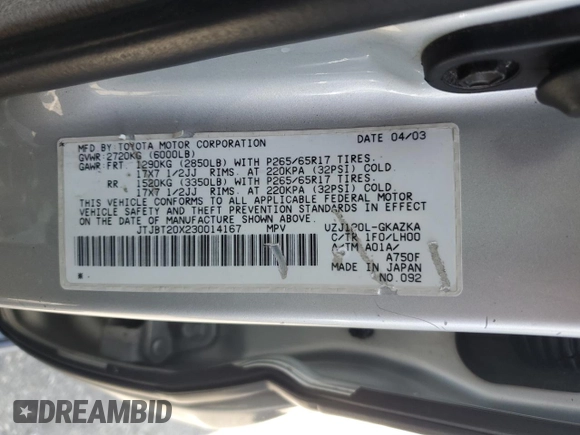 MFD BY TOYOTA MOTOR CORPORATION DATE 04/03
GVWR 2720KG (6000LB)
GAWR FRT 1290KG (2850LB) WITH P265/65R17 TIRES.
17X7 1/2JJ RIMS. AT 220KPA (32PSI) COLD
RR 1520KG (3350LB) WITH P265/65R17 TIRES.
17X7 1/2JJ RIMS. AT 220KPA (32PSI) COLD
THIS VEHICLE CONFORMS TO ALL APPLICABLE FEDERAL MOTOR
VEHICLE SAFETY AND THEFT PREVENTION STANDARDS IN EFFECT
ON THE DATE OF MANUFACTURE SHOWN ABOVE.
JTJBT20X230014167 MPV UZJ120L-GKAZKA
C/TR 1F0/LH00
A/TM A01A/
A750F
MADE IN JAPAN
NO 092
DREAMBID